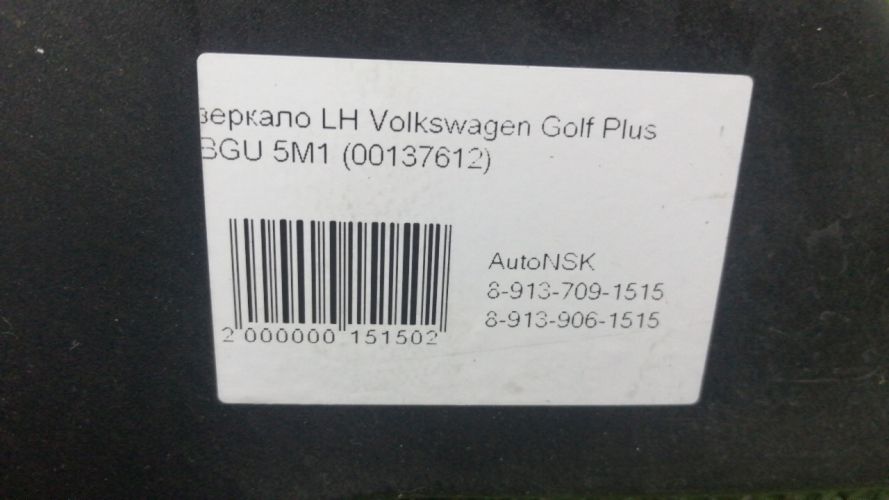 зеркало LH Volkswagen Golf Plus
BGU 5M1 (00137612)
AutoNSK
8-913-709-1515
8-913-906-1515
2 000000 151502